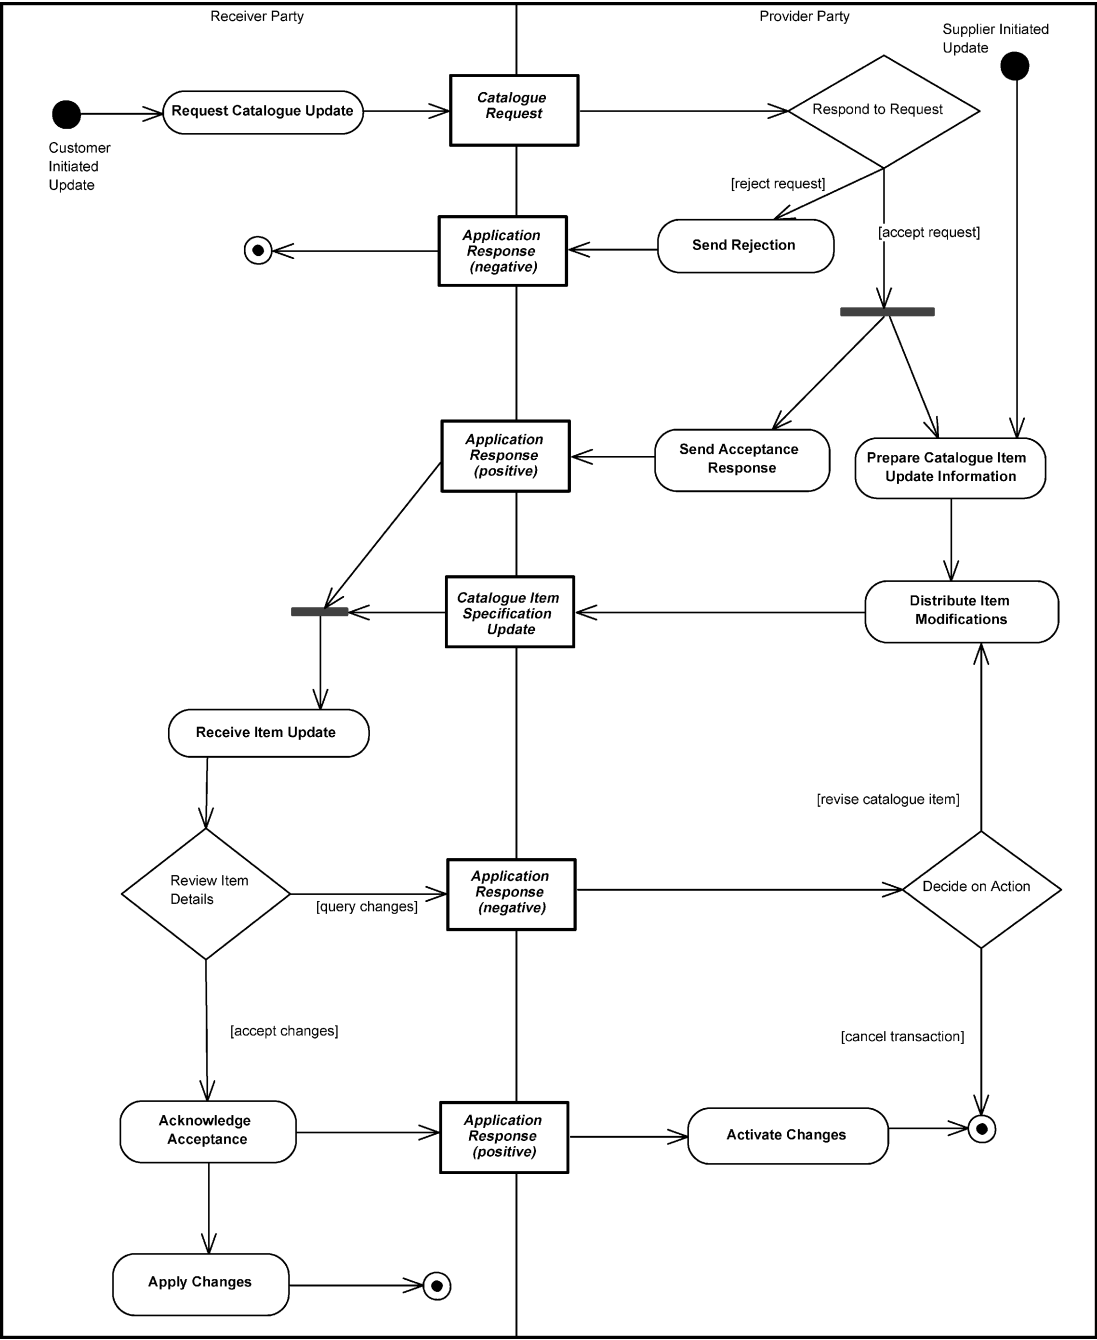 Receiver Party
Provider Party
Supplier Initiated
Update
Customer
Initiated
Update
Request Catalogue Update
Catalogue
Request
Respond to Request
[reject request]
[accept request]
Application
Response
(negative)
Send Rejection
Application
Response
(positive)
Send Acceptance
Response
Prepare Catalogue Item
Update Information
Catalogue Item
Specification
Update
Distribute Item
Modifications
Receive Item Update
[revise catalogue item]
Review Item
Details
[query changes]
Application
Response
(negative)
Decide on Action
[accept changes]
[cancel transaction]
Acknowledge
Acceptance
Application
Response
(positive)
Activate Changes
Apply Changes